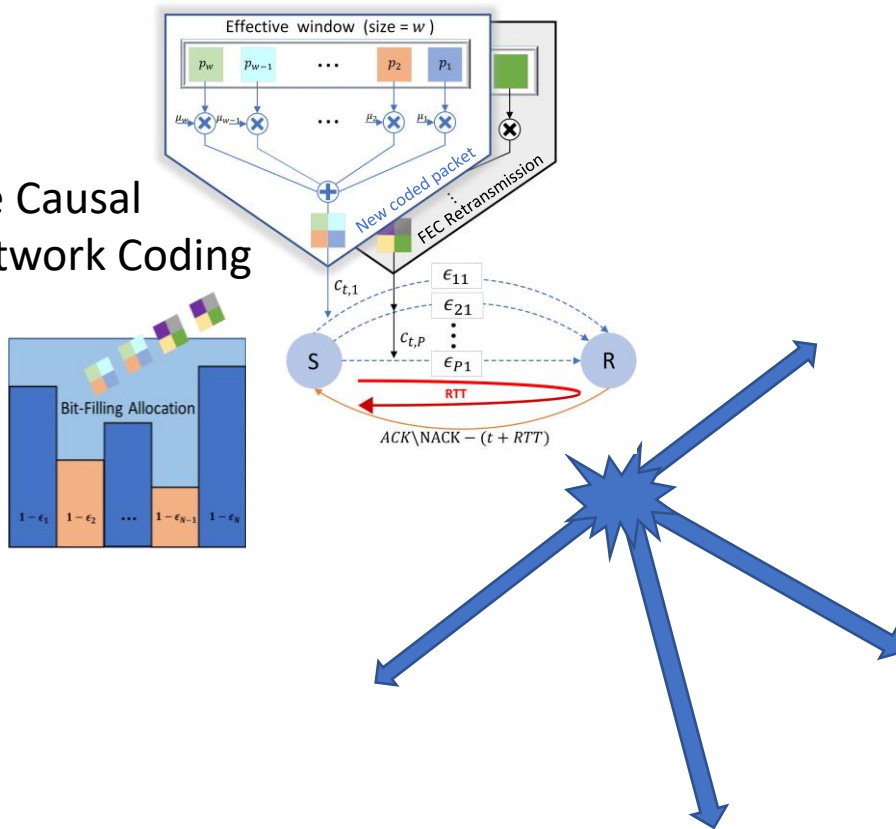 Effective window (size = w )
p_w p_{w−1} ... p_2 p_1
μ_w μ_{w−1} ... μ_2 μ_1
New coded packet
FEC Retransmission
e Causal
twork Coding
c_{t,1}
c_{t,P}
ϵ_{11}
ϵ_{21}
ϵ_{P1}
S
R
RTT
ACK\NACK − (t + RTT)
Bit-Filling Allocation
1 − ϵ_1 1 − ϵ_2 ... 1 − ϵ_{N−1} 1 − ϵ_N